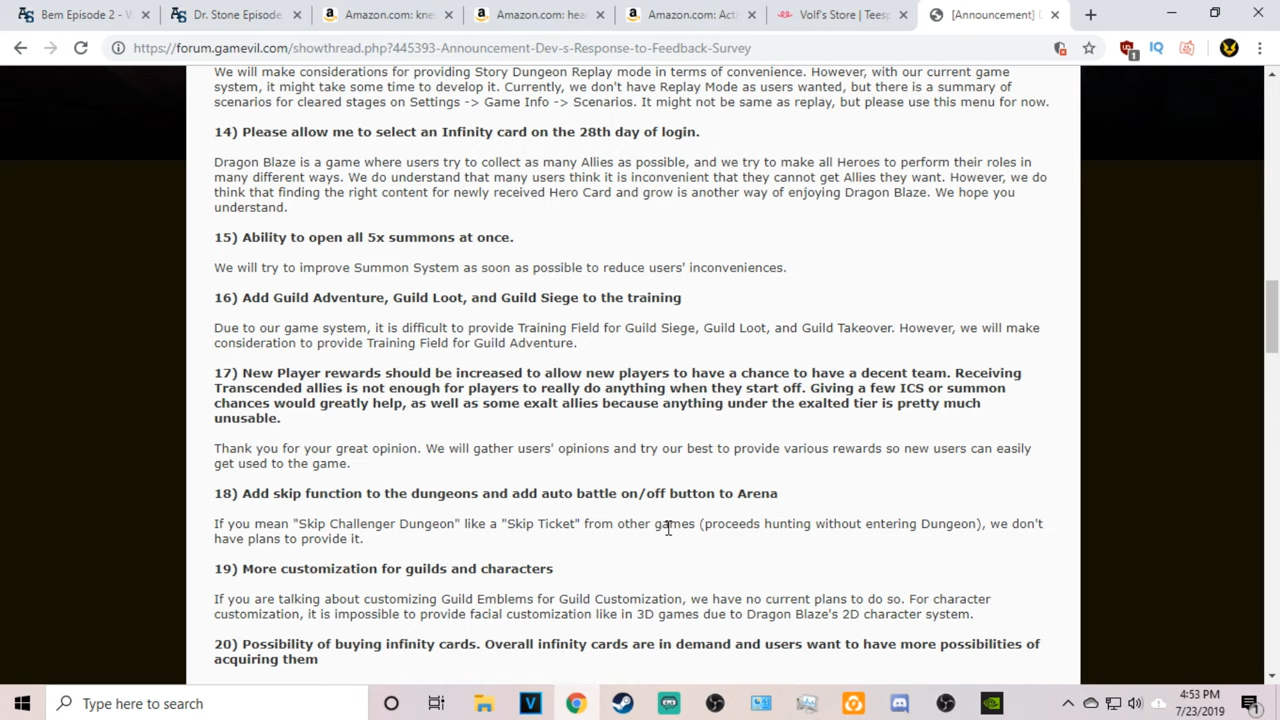 Bem Episode 2 - W
Dr. Stone Episode
Amazon.com: kne
Amazon.com: hea
Amazon.com: Acti
Volf's Store | Teesp
[Announcement] D
https://forum.gamevil.com/showthread.php?445393-Announcement-Dev-s-Response-to-Feedback-Survey
We will make considerations for providing Story Dungeon Replay mode in terms of convenience. However, with our current game
system, it might take some time to develop it. Currently, we don't have Replay Mode as users wanted, but there is a summary of
scenarios for cleared stages on Settings -> Game Info -> Scenarios. It might not be same as replay, but please use this menu for now.
14) Please allow me to select an Infinity card on the 28th day of login.
Dragon Blaze is a game where users try to collect as many Allies as possible, and we try to make all Heroes to perform their roles in
many different ways. We do understand that many users think it is inconvenient that they cannot get Allies they want. However, we do
think that finding the right content for newly received Hero Card and grow is another way of enjoying Dragon Blaze. We hope you
understand.
15) Ability to open all 5x summons at once.
We will try to improve Summon System as soon as possible to reduce users' inconveniences.
16) Add Guild Adventure, Guild Loot, and Guild Siege to the training
Due to our game system, it is difficult to provide Training Field for Guild Siege, Guild Loot, and Guild Takeover. However, we will make
consideration to provide Training Field for Guild Adventure.
17) New Player rewards should be increased to allow new players to have a chance to have a decent team. Receiving
Transcended allies is not enough for players to really do anything when they start off. Giving a few ICS or summon
chances would greatly help, as well as some exalt allies because anything under the exalted tier is pretty much
unusable.
Thank you for your great opinion. We will gather users' opinions and try our best to provide various rewards so new users can easily
get used to the game.
18) Add skip function to the dungeons and add auto battle on/off button to Arena
If you mean "Skip Challenger Dungeon" like a "Skip Ticket" from other games (proceeds hunting without entering Dungeon), we don't
have plans to provide it.
19) More customization for guilds and characters
If you are talking about customizing Guild Emblems for Guild Customization, we have no current plans to do so. For character
customization, it is impossible to provide facial customization like in 3D games due to Dragon Blaze's 2D character system.
20) Possibility of buying infinity cards. Overall infinity cards are in demand and users want to have more possibilities of
acquiring them
Type here to search
4:53 PM
7/23/2019